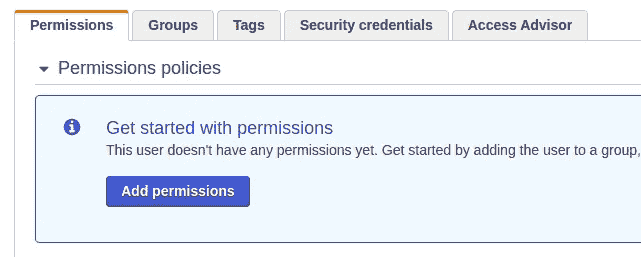 Permissions Groups Tags Security credentials Access Advisor
Permissions policies
Get started with permissions
This user doesn't have any permissions yet. Get started by adding the user to a group,
Add permissions